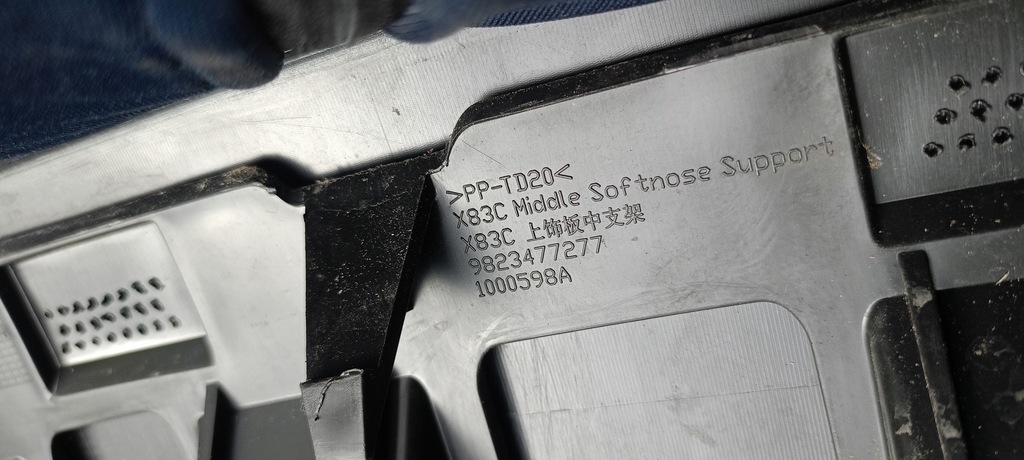 >PP-TD20<
X83C Middle Softnose Support
X83C 上饰板中支架
9823477277
1000598A